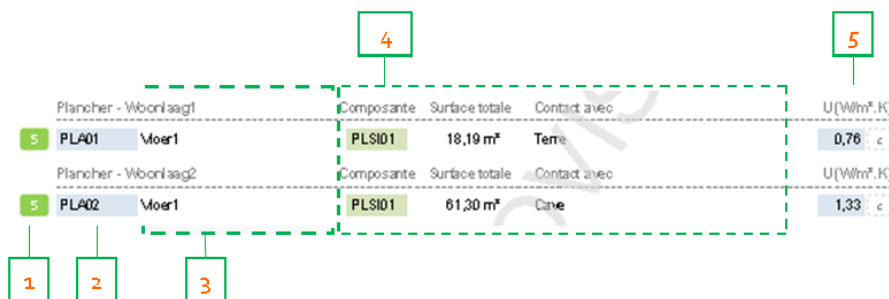 4 5
Plancher - Woonlaag1 Composante Surface totale Contact avec U(W/m².K)
5 PLA01 Vloer1 PLSI01 18,19 m² Terre 0,76 c
Plancher - Woonlaag2 Composante Surface totale Contact avec U(W/m².K)
5 PLA02 Vloer1 PLSI01 61,30 m² Cave 1,33 c
1 2 3